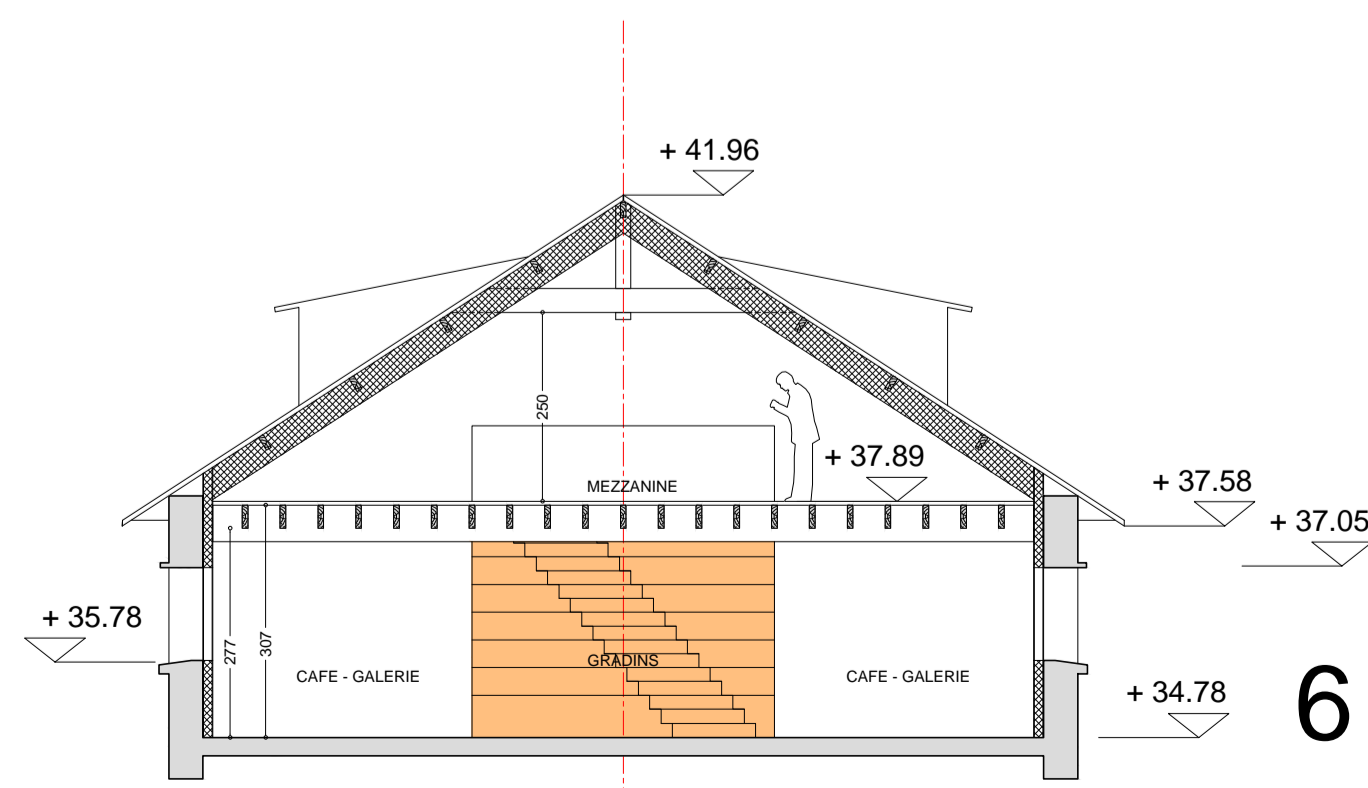 + 41.96
250
+ 37.89
MEZZANINE
+ 37.58
+ 37.05
+ 35.78
277
307
GRADINS
CAFE - GALERIE
CAFE - GALERIE
+ 34.78
6